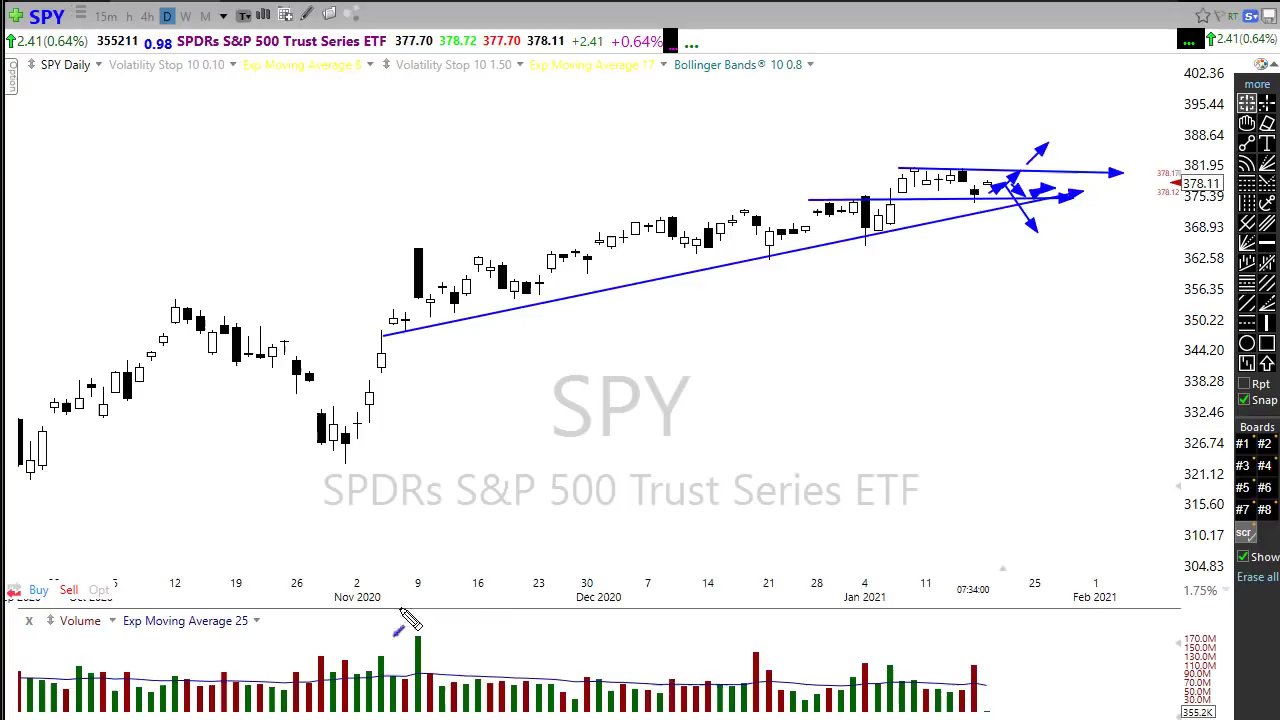 SPY 15m h 4h D W M T
RT S
2.41(0.64%) 355211 0.98 SPDRs S&P 500 Trust Series ETF 377.70 378.72 377.70 378.11 +2.41 +0.64% ... ... 2.41(0.64%)
Option
SPY Daily Volatility Stop 10 0.10 Exp Moving Average 8 Volatility Stop 10 1.50 Exp Moving Average 17 Bollinger Bands® 10 0.8
402.36
395.44
388.64
381.95
378.11
378.12
375.39
368.93
362.58
356.35
350.22
344.20
338.28
332.46
326.74
321.12
315.60
310.17
304.83
1.75%
more
Rpt
Snap
Boards
#1 #2
#3 #4
#5 #6
#7 #8
scr
Show
Erase all
SPY
SPDRs S&P 500 Trust Series ETF
12 19 26 2 9 16 23 30 7 14 21 28 4 11 25 1
Nov 2020 Dec 2020 Jan 2021 07:34:00 Feb 2021
Buy Sell Opt
x Volume Exp Moving Average 25
170.0M
150.0M
130.0M
110.0M
90.0M
70.0M
50.0M
30.0M
355.2K